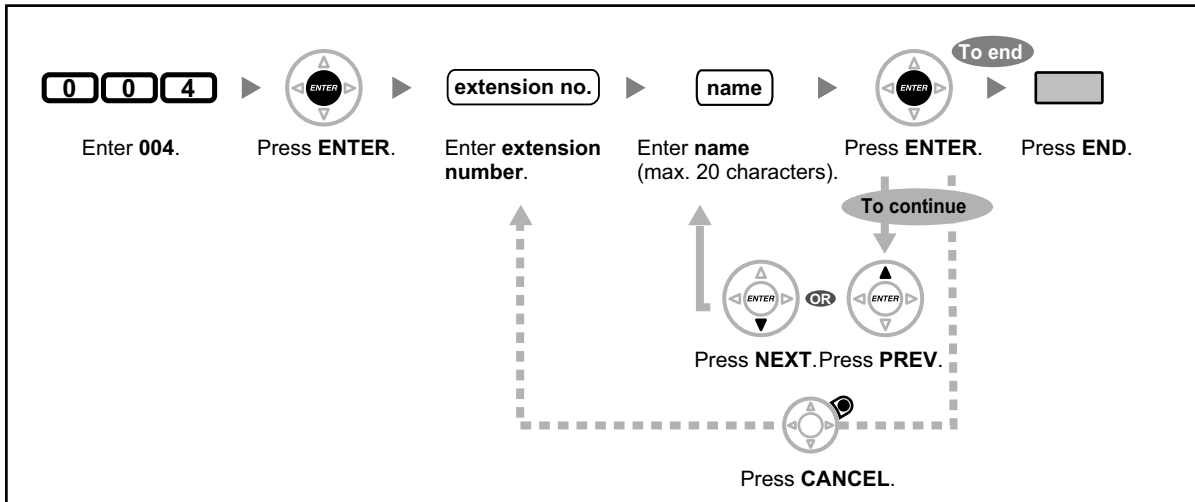 To end
0 0 4 ENTER extension no. name ENTER
Enter 004. Press ENTER. Enter extension number. Enter name (max. 20 characters). Press ENTER. Press END.
To continue
ENTER OR ENTER
Press NEXT. Press PREV.
Press CANCEL.